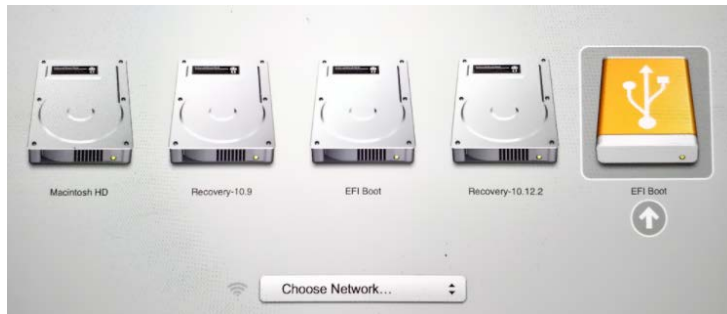 Macintosh HD
Recovery-10.9
EFI Boot
Recovery-10.12.2
EFI Boot
Choose Network...